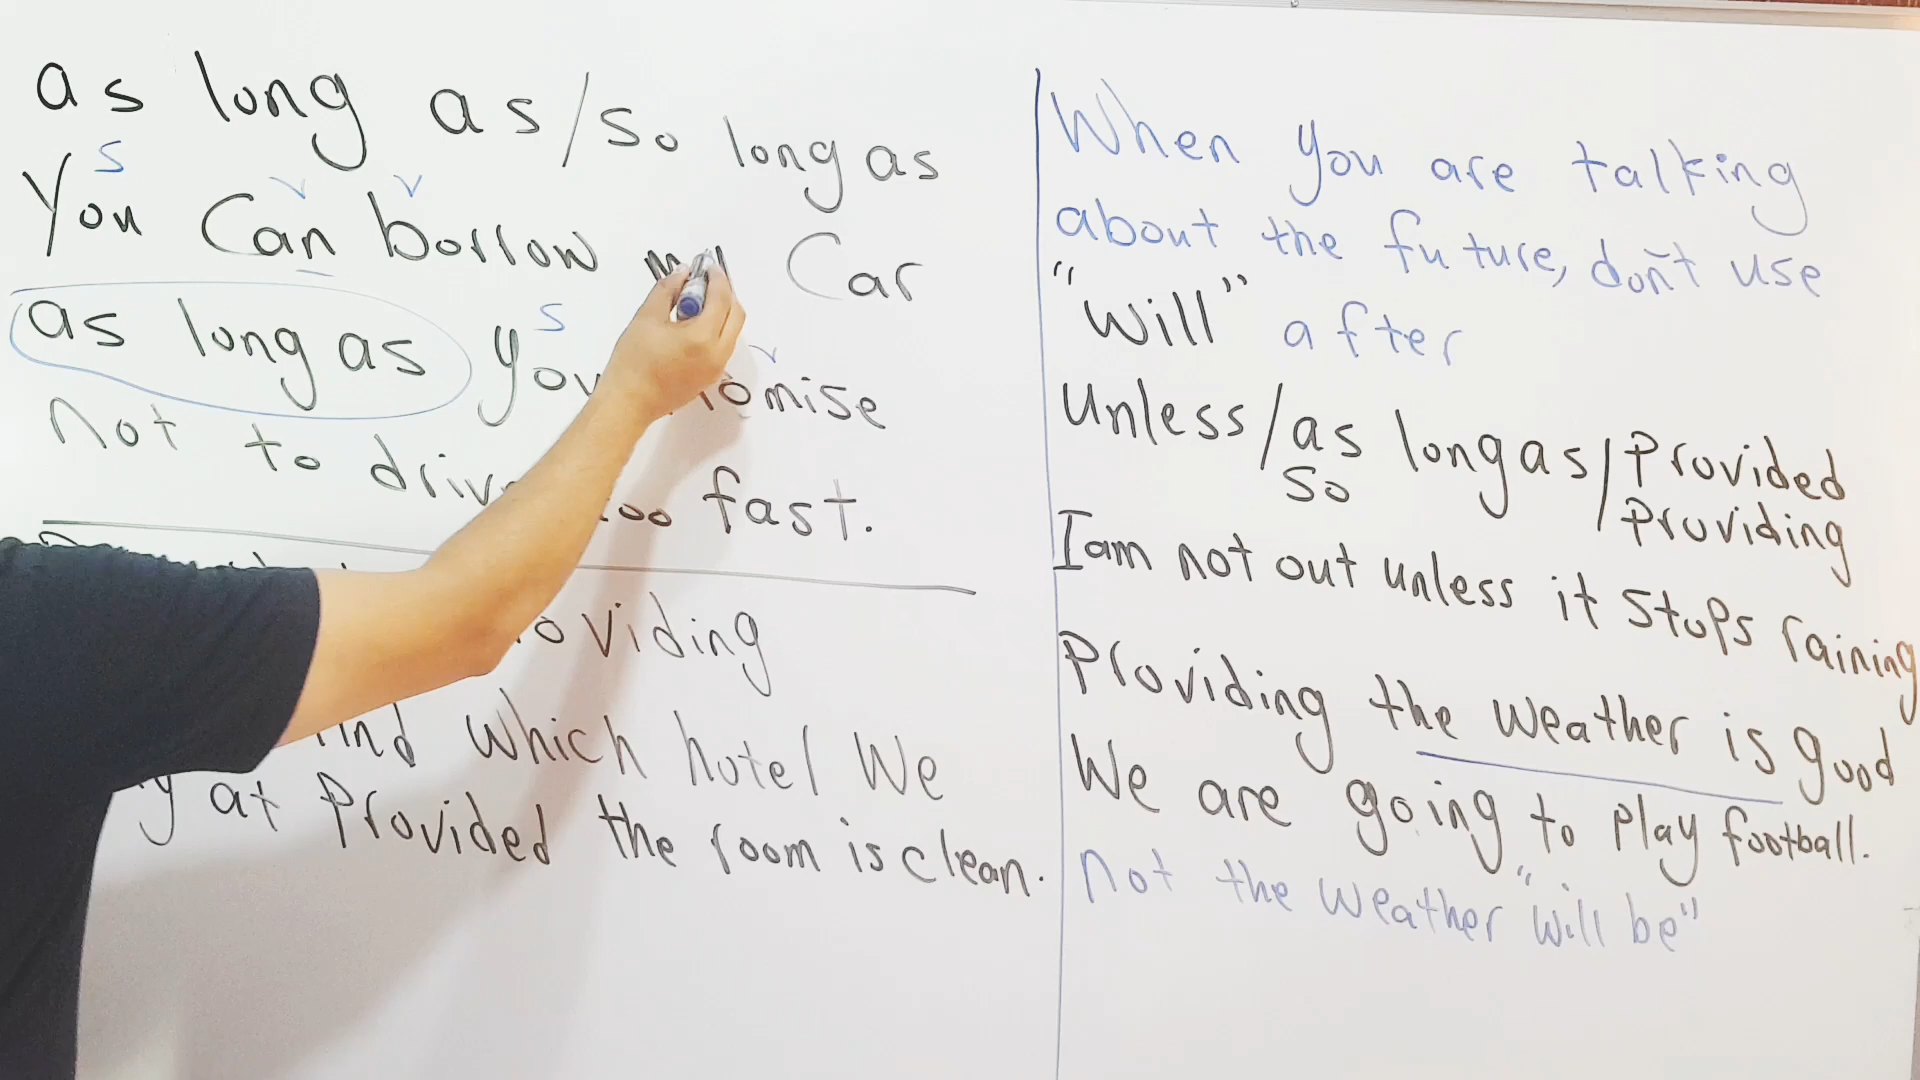 as long as/so long as
S
v v
You Can borrow my Car
as long as you
S
v
not to drive too fast.
Providing
which hotel We
at Provided the room is clean.
When you are talking
about the future, don't use
"will" after
Unless/as long as/Provided
so Providing
I am not out unless it stops raining
Providing the weather is good
We are going to play football.
not the weather "will be"